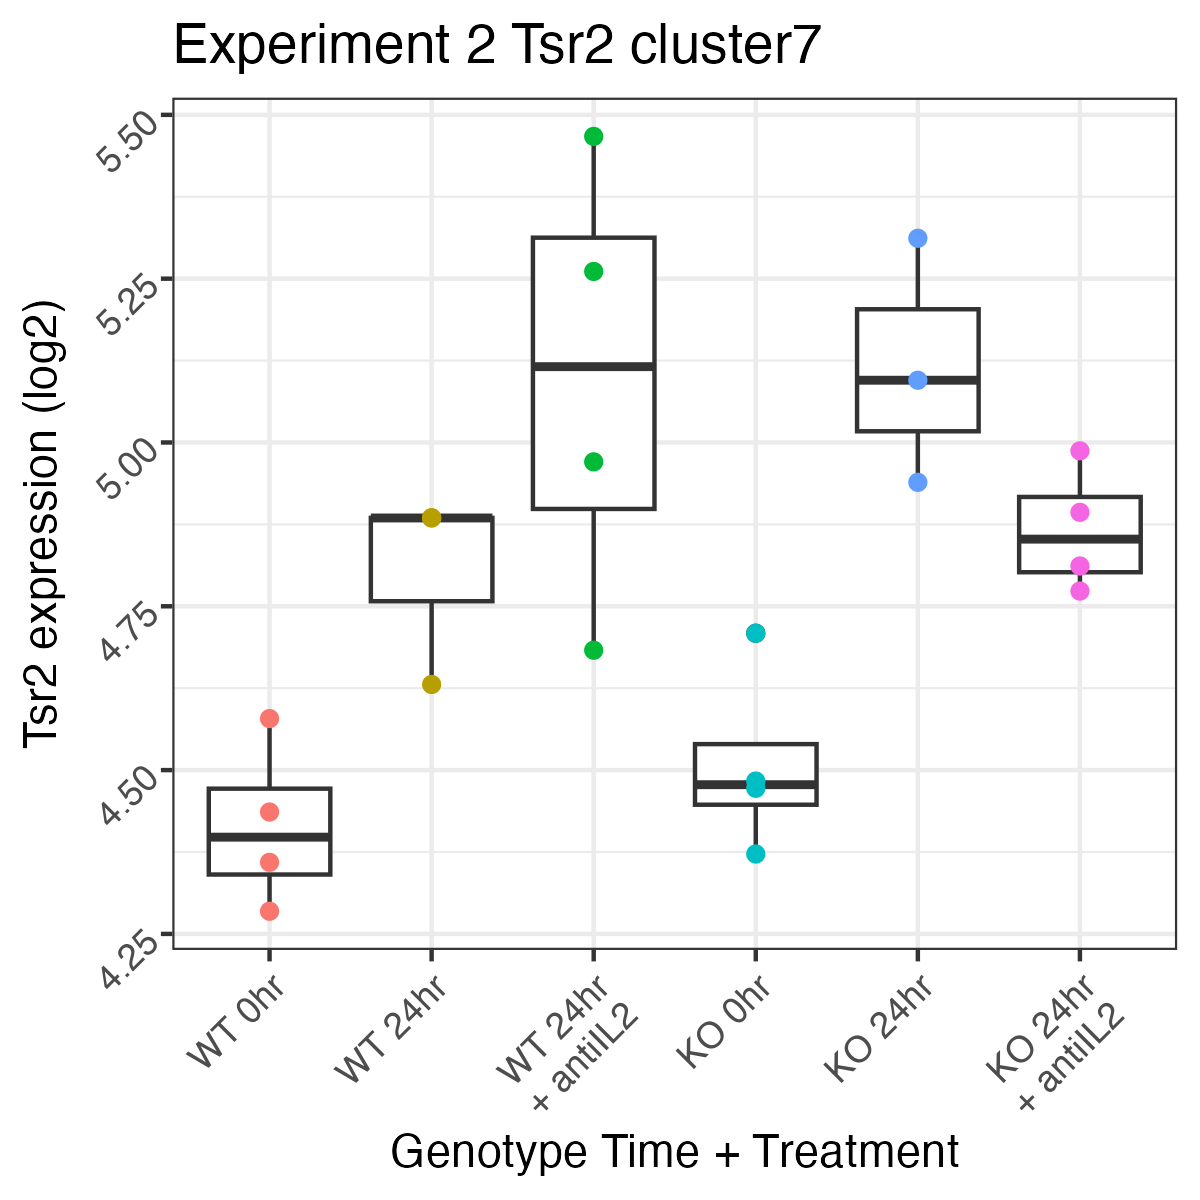 Experiment 2 Tsr2 cluster7
Tsr2 expression (log2)
5.50
5.25
5.00
4.75
4.50
4.25
WT 0hr
WT 24hr
WT 24hr
+ antiIL2
KO 0hr
KO 24hr
KO 24hr
+ antiIL2
Genotype Time + Treatment